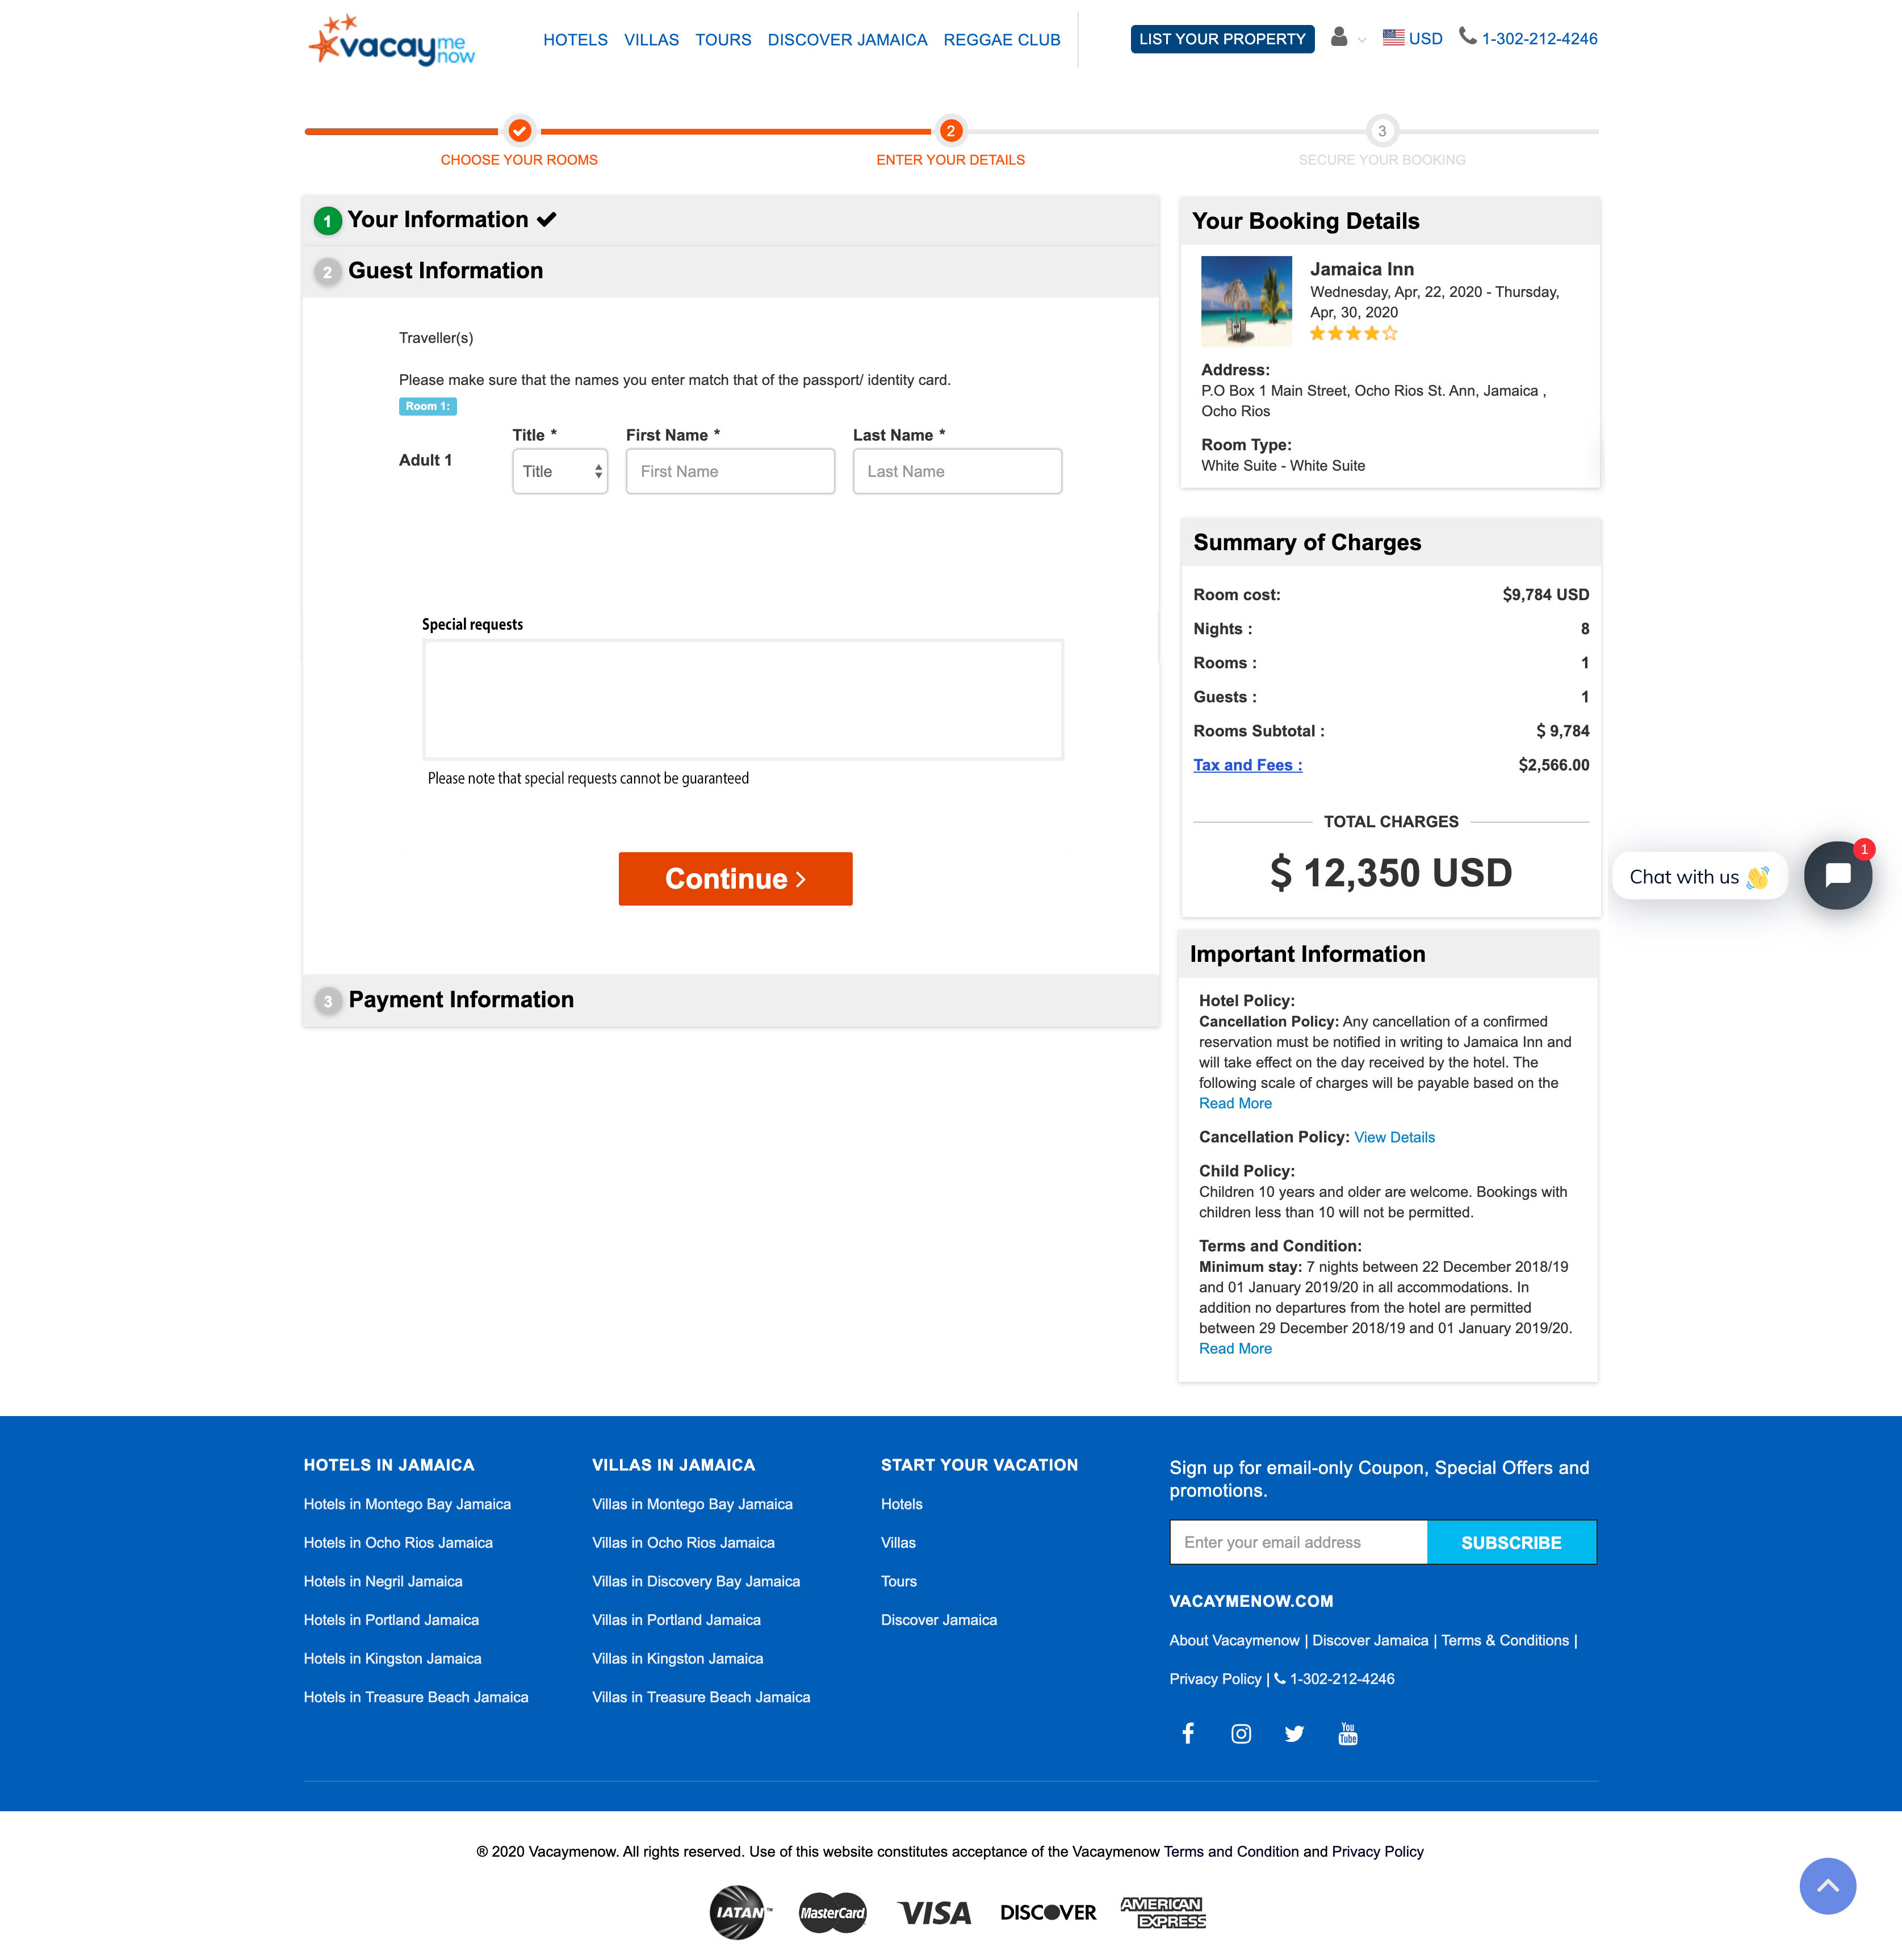 vacay me now
HOTELS VILLAS TOURS DISCOVER JAMAICA REGGAE CLUB
LIST YOUR PROPERTY USD 1-302-212-4246
2 3
CHOOSE YOUR ROOMS ENTER YOUR DETAILS SECURE YOUR BOOKING
1 Your Information
2 Guest Information
Traveller(s)
Please make sure that the names you enter match that of the passport/ identity card.
Room 1:
Title * First Name * Last Name *
Adult 1
Title First Name Last Name
Special requests
Please note that special requests cannot be guaranteed
Continue
3 Payment Information
Your Booking Details
Jamaica Inn
Wednesday, Apr, 22, 2020 - Thursday,
Apr, 30, 2020
Address:
P.O Box 1 Main Street, Ocho Rios St. Ann, Jamaica ,
Ocho Rios
Room Type:
White Suite - White Suite
Summary of Charges
Room cost: $9,784 USD
Nights : 8
Rooms : 1
Guests : 1
Rooms Subtotal : $ 9,784
Tax and Fees : $2,566.00
TOTAL CHARGES
$ 12,350 USD
Chat with us 1
Important Information
Hotel Policy:
Cancellation Policy: Any cancellation of a confirmed
reservation must be notified in writing to Jamaica Inn and
will take effect on the day received by the hotel. The
following scale of charges will be payable based on the
Read More
Cancellation Policy: View Details
Child Policy:
Children 10 years and older are welcome. Bookings with
children less than 10 will not be permitted.
Terms and Condition:
Minimum stay: 7 nights between 22 December 2018/19
and 01 January 2019/20 in all accommodations. In
addition no departures from the hotel are permitted
between 29 December 2018/19 and 01 January 2019/20.
Read More
HOTELS IN JAMAICA
Hotels in Montego Bay Jamaica
Hotels in Ocho Rios Jamaica
Hotels in Negril Jamaica
Hotels in Portland Jamaica
Hotels in Kingston Jamaica
Hotels in Treasure Beach Jamaica
VILLAS IN JAMAICA
Villas in Montego Bay Jamaica
Villas in Ocho Rios Jamaica
Villas in Discovery Bay Jamaica
Villas in Portland Jamaica
Villas in Kingston Jamaica
Villas in Treasure Beach Jamaica
START YOUR VACATION
Hotels
Villas
Tours
Discover Jamaica
Sign up for email-only Coupon, Special Offers and
promotions.
Enter your email address SUBSCRIBE
VACAYMENOW.COM
About Vacaymenow | Discover Jamaica | Terms & Conditions |
Privacy Policy | 1-302-212-4246
You Tube
® 2020 Vacaymenow. All rights reserved. Use of this website constitutes acceptance of the Vacaymenow Terms and Condition and Privacy Policy
IATAN™ MasterCard VISA DISCOVER AMERICAN EXPRESS